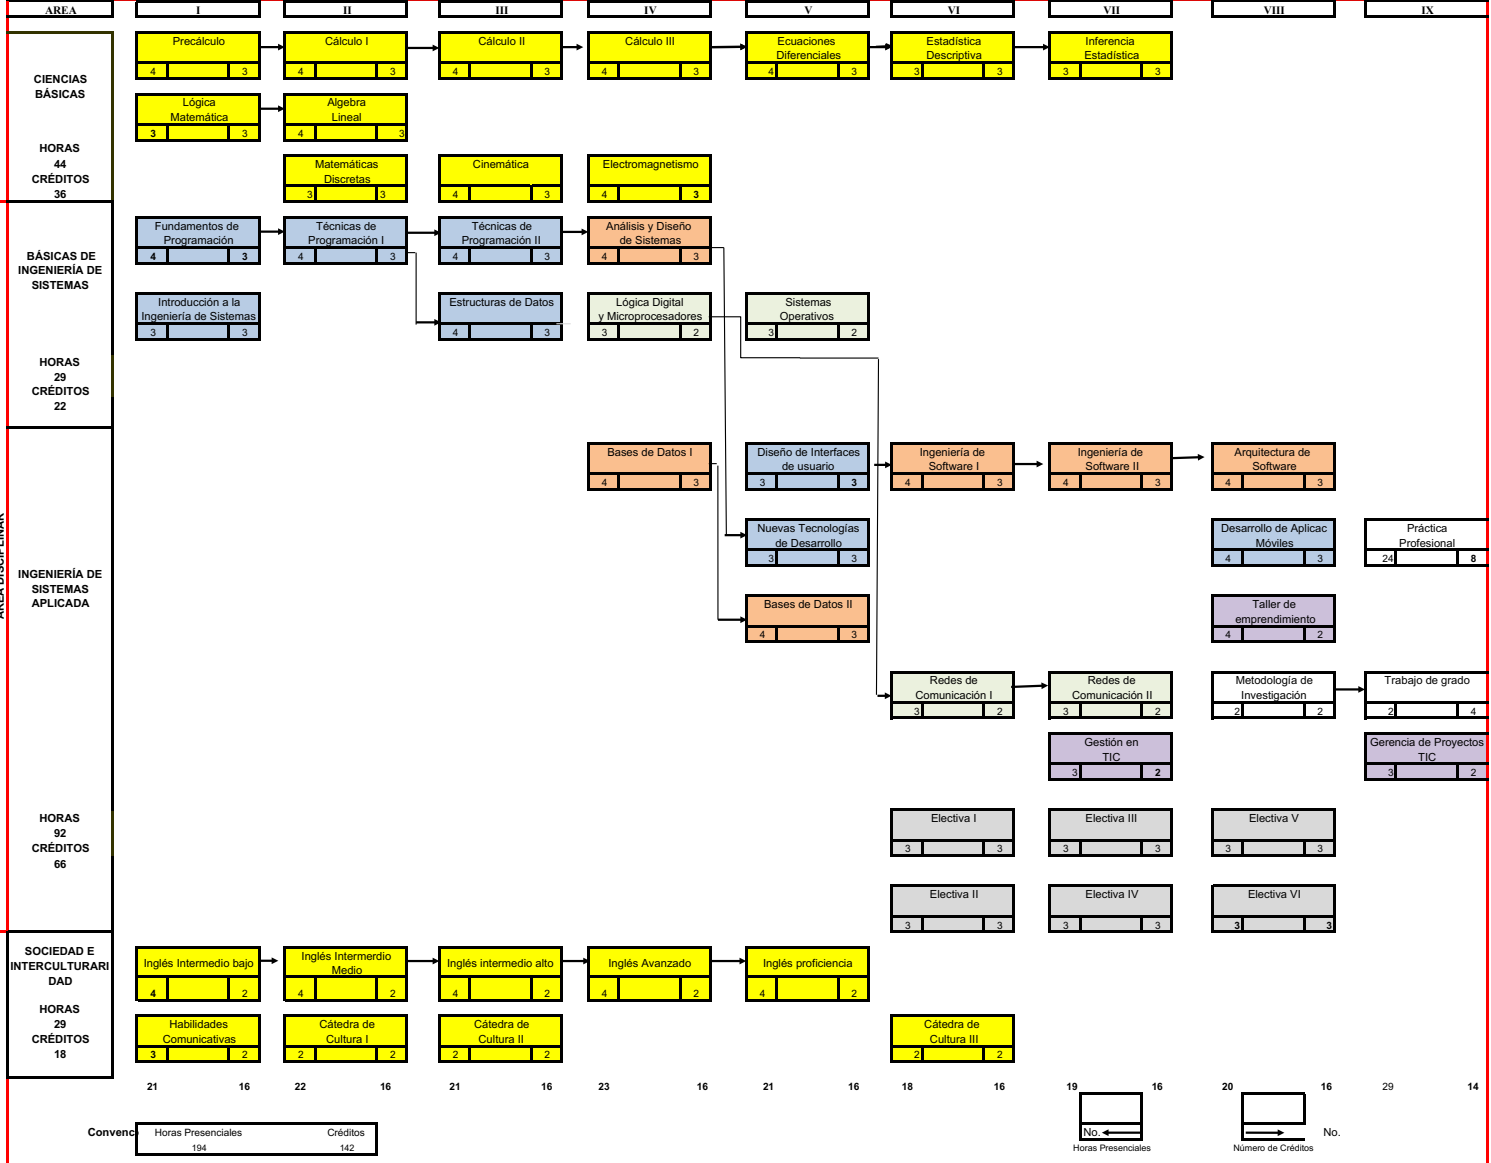 AREA I II III IV V VI VII VIII IX
CIENCIAS
BÁSICAS
HORAS
44
CRÉDITOS
36
Precálculo
4 3
Cálculo I
4 3
Cálculo II
4 3
Cálculo III
4 3
Ecuaciones
Diferenciales
4 3
Estadística
Descriptiva
3 3
Inferencia
Estadística
3 3
Lógica
Matemática
3 3
Algebra
Lineal
4 3
Matemáticas
Discretas
3 3
Cinemática
4 3
Electromagnetismo
4 3
ÁREA DISCIPLINAR
BÁSICAS DE
INGENIERÍA DE
SISTEMAS
HORAS
29
CRÉDITOS
22
Fundamentos de
Programación
4 3
Técnicas de
Programación I
4 3
Técnicas de
Programación II
4 3
Análisis y Diseño
de Sistemas
4 3
Introducción a la
Ingeniería de Sistemas
3 3
Estructuras de Datos
4 3
Lógica Digital
y Microprocesadores
3 2
Sistemas
Operativos
3 2
INGENIERÍA DE
SISTEMAS
APLICADA
HORAS
92
CRÉDITOS
66
Bases de Datos I
4 3
Diseño de Interfaces
de usuario
3 3
Ingeniería de
Software I
4 3
Ingeniería de
Software II
4 3
Arquitectura de
Software
4 3
Nuevas Tecnologías
de Desarrollo
3 3
Desarrollo de Aplicac
Móviles
4 3
Práctica
Profesional
24 8
Bases de Datos II
4 3
Taller de
emprendimiento
4 2
Redes de
Comunicación I
3 2
Redes de
Comunicación II
3 2
Metodología de
Investigación
2 2
Trabajo de grado
2 4
Gestión en
TIC
3 2
Gerencia de Proyectos
TIC
3 2
Electiva I
3 3
Electiva III
3 3
Electiva V
3 3
Electiva II
3 3
Electiva IV
3 3
Electiva VI
3 3
SOCIEDAD E
INTERCULTURARI
DAD
HORAS
29
CRÉDITOS
18
Inglés Intermedio bajo
4 2
Inglés Intermerdio
Medio
4 2
Inglés intermedio alto
4 2
Inglés Avanzado
4 2
Inglés proficiencia
4 2
Habilidades
Comunicativas
3 2
Cátedra de
Cultura I
2 2
Cátedra de
Cultura II
2 2
Cátedra de
Cultura III
2 2
21 16 22 16 21 16 23 16 21 16 18 16 19 16 20 16 29 14
Convenc
Horas Presenciales Créditos
194 142
No.
Horas Presenciales
No.
Número de Créditos